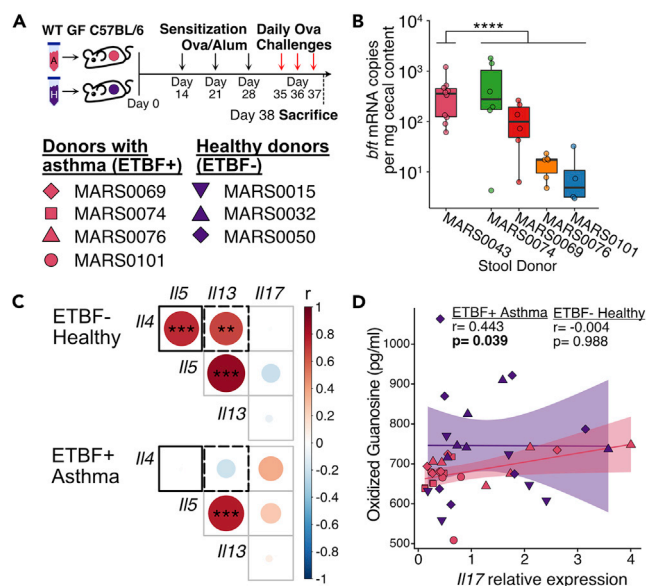 A
WT GF C57BL/6
A
H
Sensitization
Ova/Alum
Daily Ova
Challenges
Day 0
Day
14
Day
21
Day
28
Day
35 36 37
Day 38 Sacrifice
Donors with
asthma (ETBF+)
MARS0069
MARS0074
MARS0076
MARS0101
Healthy donors
(ETBF-)
MARS0015
MARS0032
MARS0050
B
****
bft mRNA copies
per mg cecal content
10⁴
10³
10²
10¹
MARS0043
MARS0074
MARS0069
MARS0076
MARS0101
Stool Donor
C
Il5 Il13 Il17
r
ETBF-
Healthy
Il4
*** **
Il5
***
Il13
ETBF+
Asthma
Il4
Il5
***
Il13
1
0.8
0.6
0.4
0.2
0
-0.2
-0.4
-0.6
-0.8
-1
D
ETBF+ Asthma
r= 0.443
p= 0.039
ETBF- Healthy
r= -0.004
p= 0.988
Oxidized Guanosine (pg/ml)
1000
900
800
700
600
500
0 1 2 3 4
Il17 relative expression